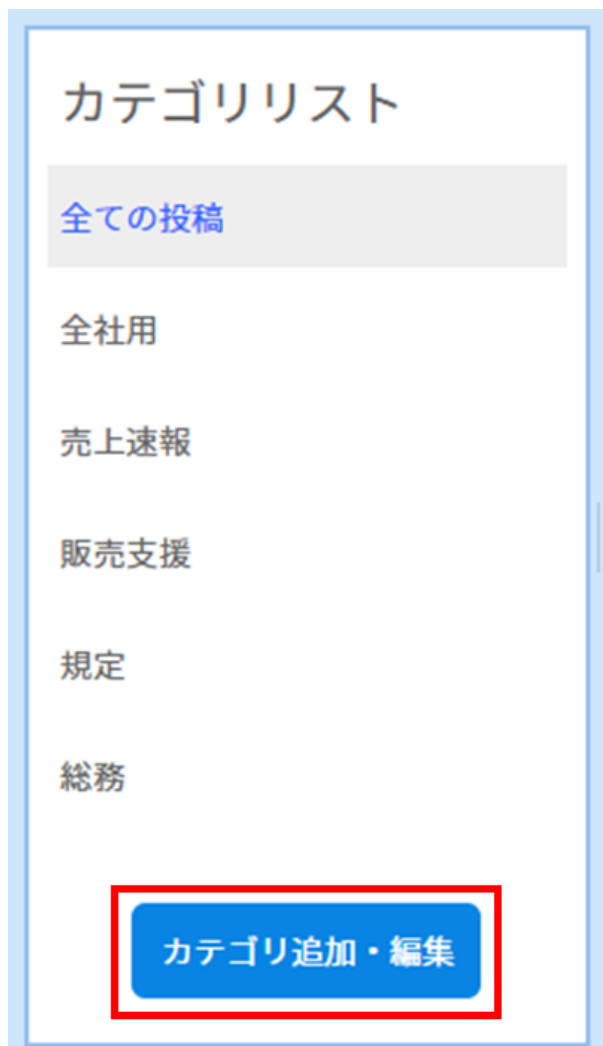 カテゴリリスト
全ての投稿
全社用
売上速報
販売支援
規定
総務
カテゴリ追加・編集